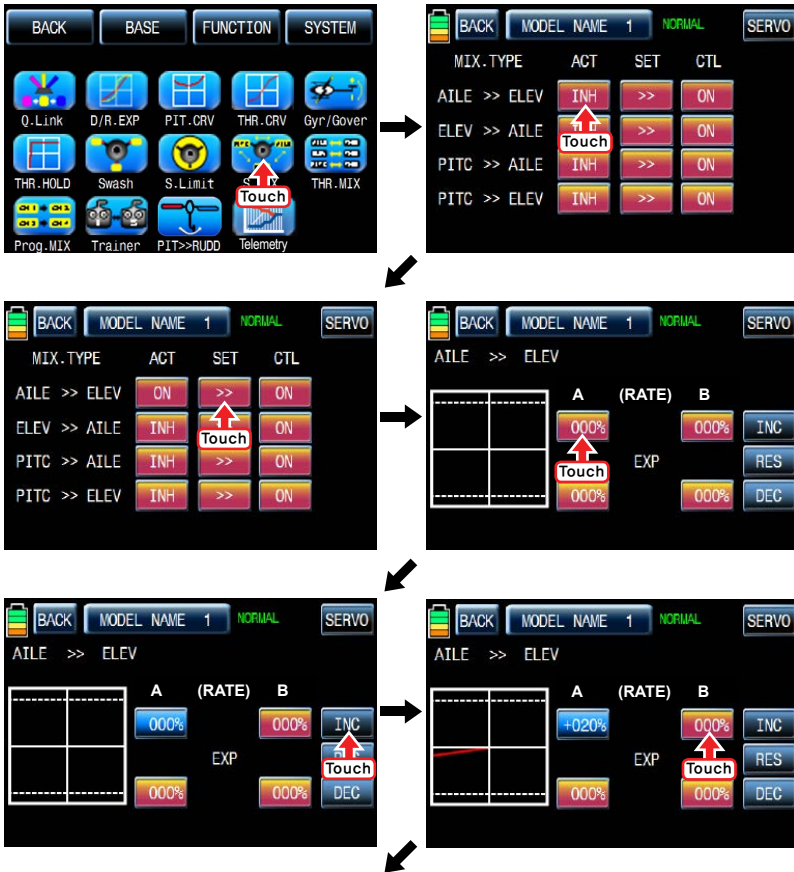 BACK BASE FUNCTION SYSTEM
Q.Link D/R.EXP PIT.CRV THR.CRV Gyr/Gover
THR.HOLD Swash S.Limit THR.MIX
Touch
Prog.MIX Trainer PIT>>RUDD Telemetry
BACK MODEL NAME 1 NORMAL SERVO
MIX.TYPE ACT SET CTL
AILE >> ELEV INH >> ON
ELEV >> AILE >> ON
Touch
PITC >> AILE INH >> ON
PITC >> ELEV INH >> ON
BACK MODEL NAME 1 NORMAL SERVO
MIX.TYPE ACT SET CTL
AILE >> ELEV ON >> ON
ELEV >> AILE INH ON
Touch
PITC >> AILE INH >> ON
PITC >> ELEV INH >> ON
BACK MODEL NAME 1 NORMAL SERVO
AILE >> ELEV
A (RATE) B
000% 000% INC
Touch EXP RES
000% 000% DEC
BACK MODEL NAME 1 NORMAL SERVO
AILE >> ELEV
A (RATE) B
000% 000% INC
EXP
Touch
000% 000% DEC
BACK MODEL NAME 1 NORMAL SERVO
AILE >> ELEV
A (RATE) B
+020% 000% INC
EXP Touch RES
000% 000% DEC